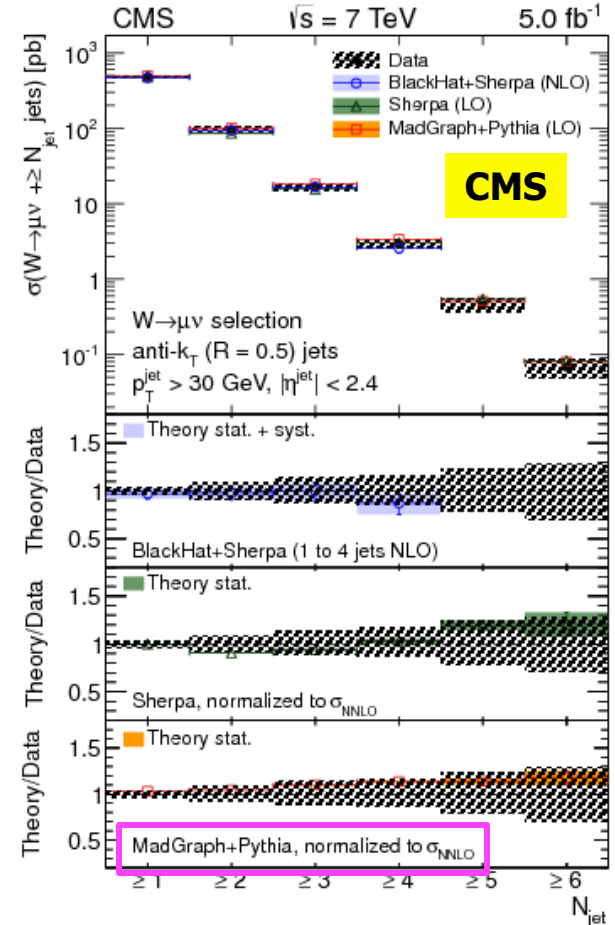 CMS √s = 7 TeV 5.0 fb⁻¹
σ(W→μν +≥ N_jet jets) [pb]
10³
10²
10
1
10⁻¹
Data
BlackHat+Sherpa (NLO)
Sherpa (LO)
MadGraph+Pythia (LO)
CMS
W→μν selection
anti-k_T (R = 0.5) jets
p_T^jet > 30 GeV, |η^jet| < 2.4
Theory/Data
1.5
1
0.5
Theory stat. + syst.
BlackHat+Sherpa (1 to 4 jets NLO)
Theory/Data
1.5
1
0.5
Theory stat.
Sherpa, normalized to σ_NNLO
Theory/Data
1.5
1
0.5
Theory stat.
MadGraph+Pythia, normalized to σ_NNLO
≥ 1 ≥ 2 ≥ 3 ≥ 4 ≥ 5 ≥ 6
N_jet